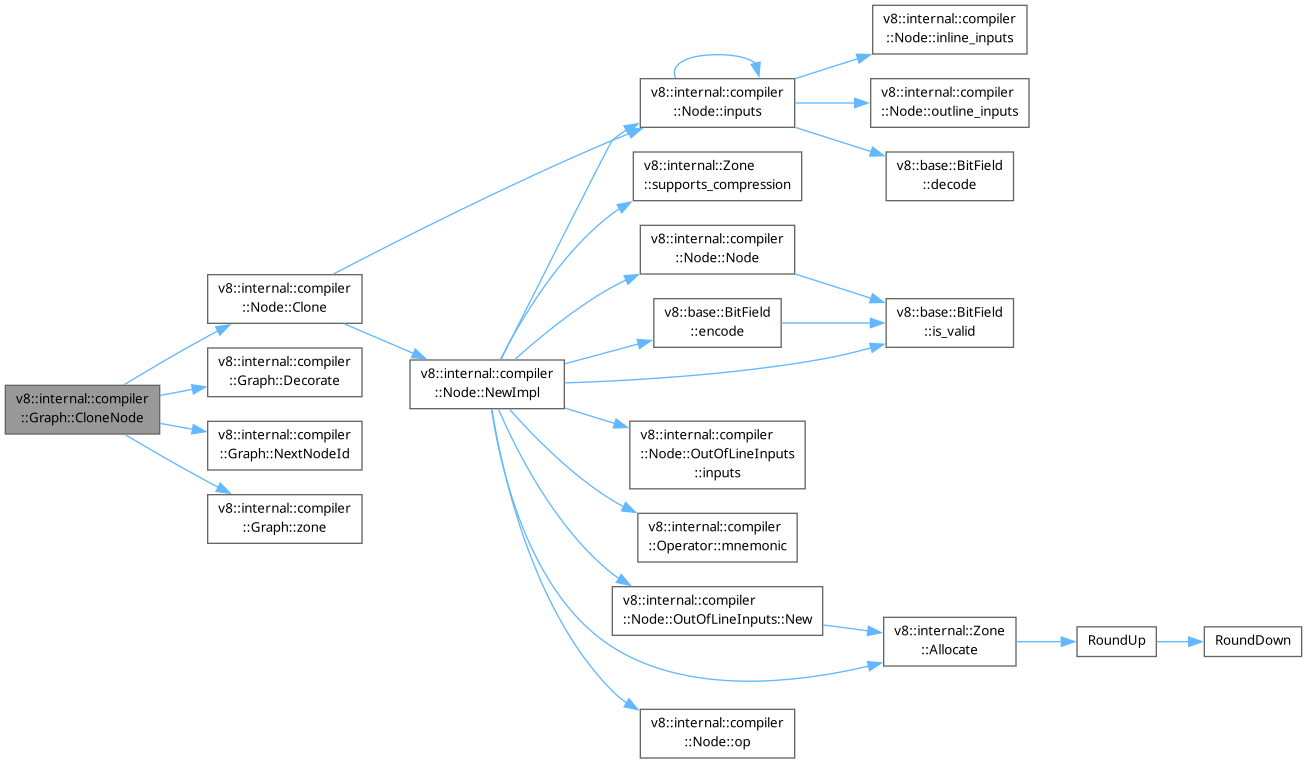 v8::internal::compiler
::Graph::CloneNode
v8::internal::compiler
::Node::Clone
v8::internal::compiler
::Graph::Decorate
v8::internal::compiler
::Graph::NextNodeId
v8::internal::compiler
::Graph::zone
v8::internal::compiler
::Node::NewImpl
v8::internal::compiler
::Node::inputs
v8::internal::Zone
::supports_compression
v8::internal::compiler
::Node::Node
v8::base::BitField
::encode
v8::internal::compiler
::Node::OutOfLineInputs
::inputs
v8::internal::compiler
::Operator::mnemonic
v8::internal::compiler
::Node::OutOfLineInputs::New
v8::internal::compiler
::Node::op
v8::internal::compiler
::Node::inline_inputs
v8::internal::compiler
::Node::outline_inputs
v8::base::BitField
::decode
v8::base::BitField
::is_valid
v8::internal::Zone
::Allocate
RoundUp
RoundDown